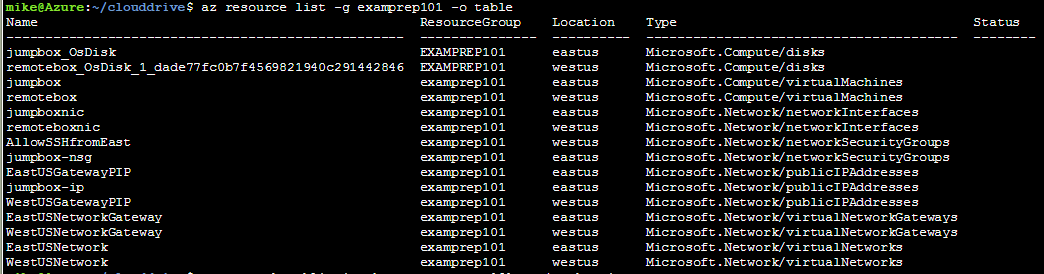 mike@Azure:~/clouddrive$ az resource list -g examprep101 -o table
Name ResourceGroup Location Type Status
------------------------------------------------ --------------- ---------- --------------------------------------- --------
jumpbox_OsDisk EXAMPREP101 eastus Microsoft.Compute/disks
remotebox_OsDisk_1_dade77fc0b7f4569821940c291442846 EXAMPREP101 westus Microsoft.Compute/disks
jumpbox examprep101 eastus Microsoft.Compute/virtualMachines
remotebox examprep101 westus Microsoft.Compute/virtualMachines
jumpboxnic examprep101 eastus Microsoft.Network/networkInterfaces
remoteboxnic examprep101 westus Microsoft.Network/networkInterfaces
AllowSSHfromEast examprep101 westus Microsoft.Network/networkSecurityGroups
jumpbox-nsg examprep101 eastus Microsoft.Network/networkSecurityGroups
EastUSGatewayPIP examprep101 eastus Microsoft.Network/publicIPAddresses
jumpbox-ip examprep101 eastus Microsoft.Network/publicIPAddresses
WestUSGatewayPIP examprep101 westus Microsoft.Network/publicIPAddresses
EastUSNetworkGateway examprep101 eastus Microsoft.Network/virtualNetworkGateways
WestUSNetworkGateway examprep101 westus Microsoft.Network/virtualNetworkGateways
EastUSNetwork examprep101 eastus Microsoft.Network/virtualNetworks
WestUSNetwork examprep101 westus Microsoft.Network/virtualNetworks